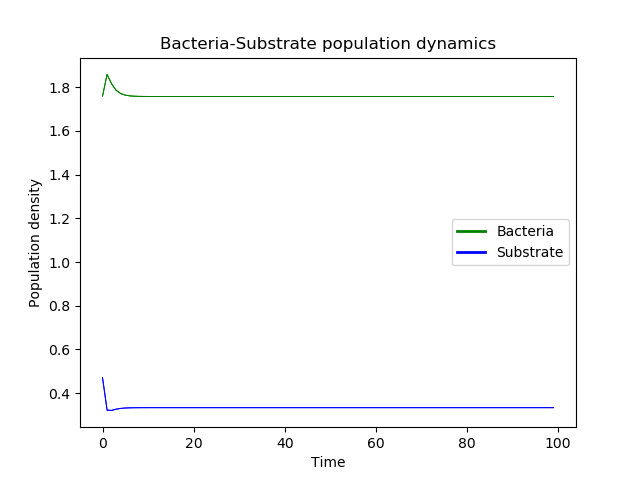 Bacteria-Substrate population dynamics
Population density
1.8
1.6
1.4
1.2
1.0
0.8
0.6
0.4
Bacteria
Substrate
0 20 40 60 80 100
Time